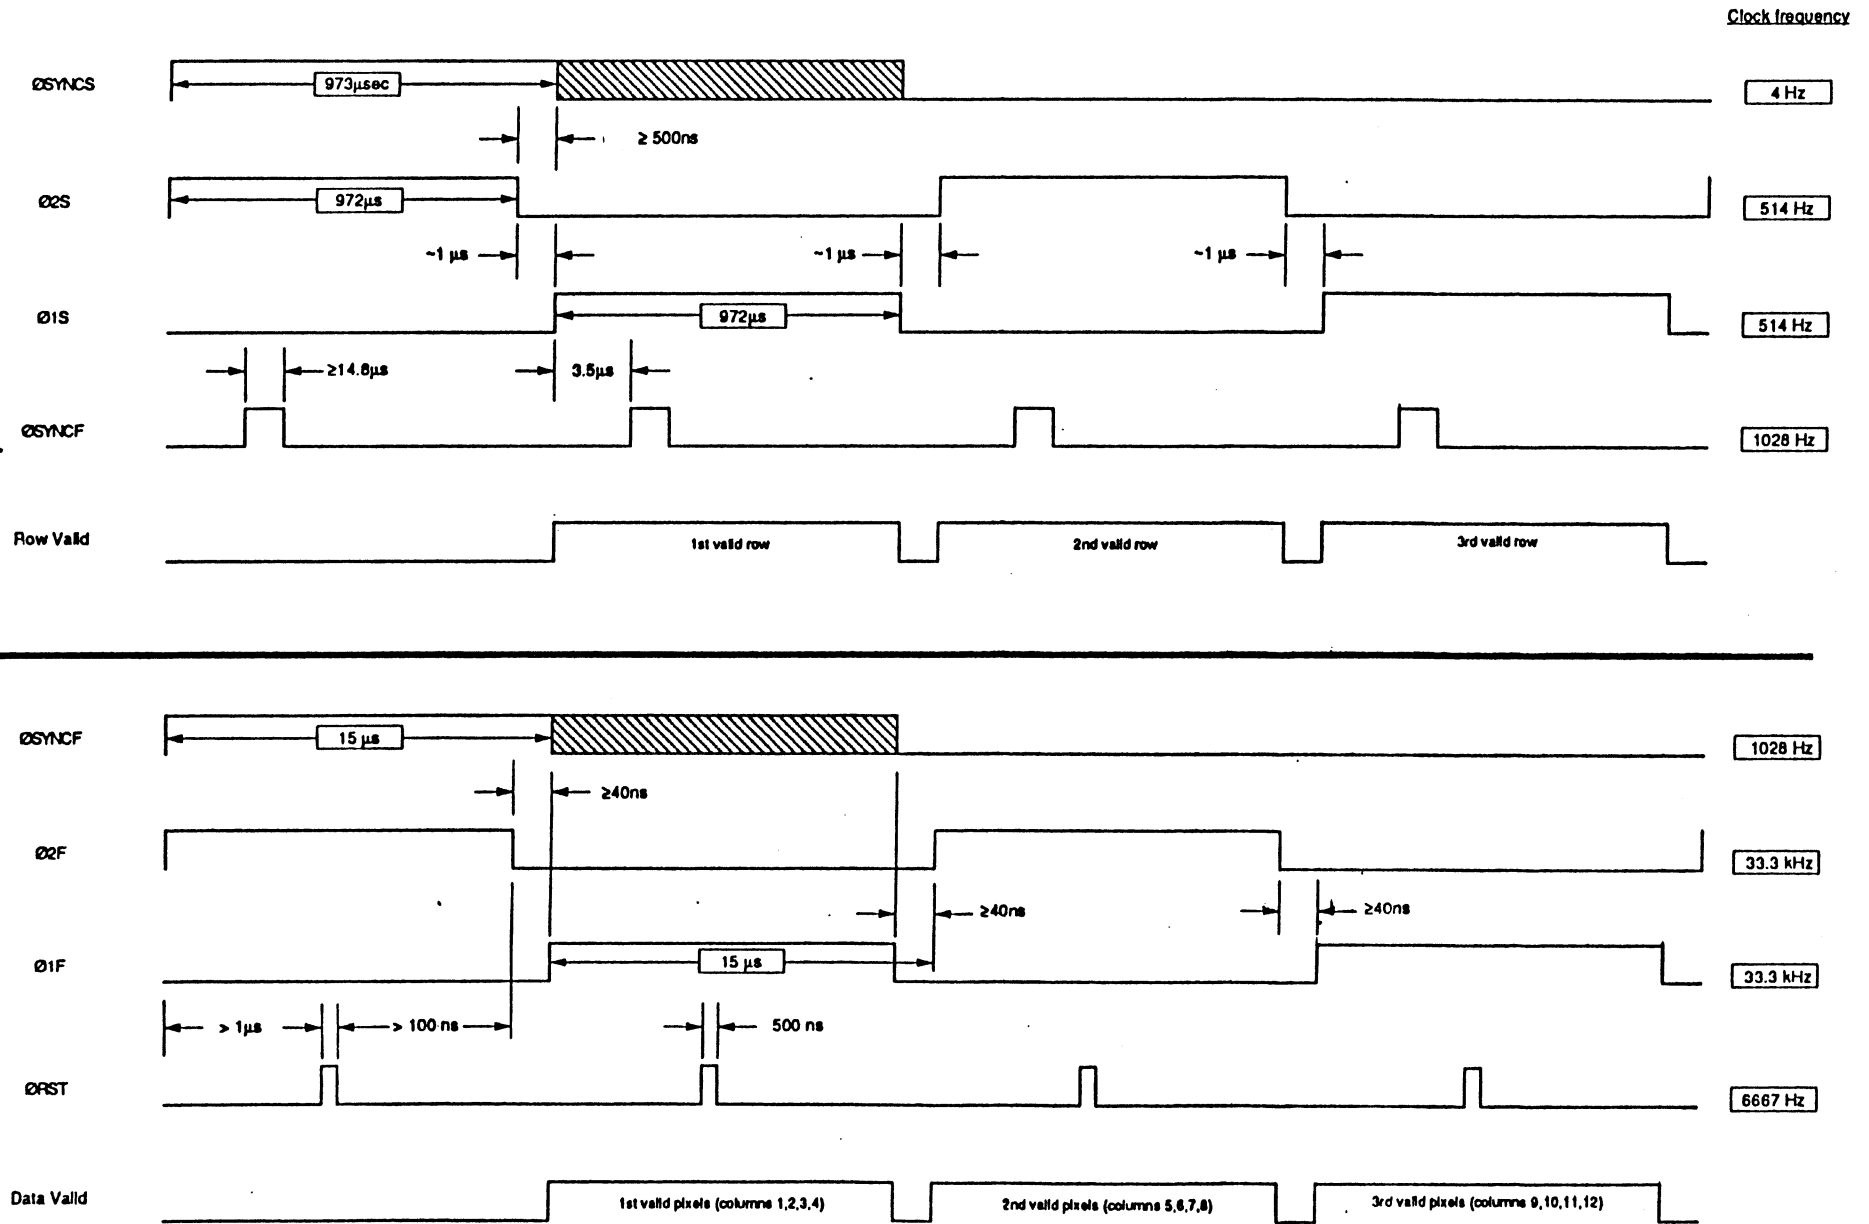 Clock frequency
ØSYNCS
973µsec
4 Hz
≥ 500ns
Ø2S
972µs
514 Hz
~1 µs
~1 µs
~1 µs
Ø1S
972µs
514 Hz
≥14.8µs
3.5µs
ØSYNCF
1028 Hz
Row Valid
1st valid row
2nd valid row
3rd valid row
ØSYNCF
15 µs
1028 Hz
≥40ns
Ø2F
33.3 kHz
≥40ns
≥40ns
Ø1F
15 µs
33.3 kHz
> 1µs
> 100 ns
500 ns
ØRST
6667 Hz
Data Valid
1st valid pixels (columns 1,2,3,4)
2nd valid pixels (columns 5,6,7,8)
3rd valid pixels (columns 9,10,11,12)